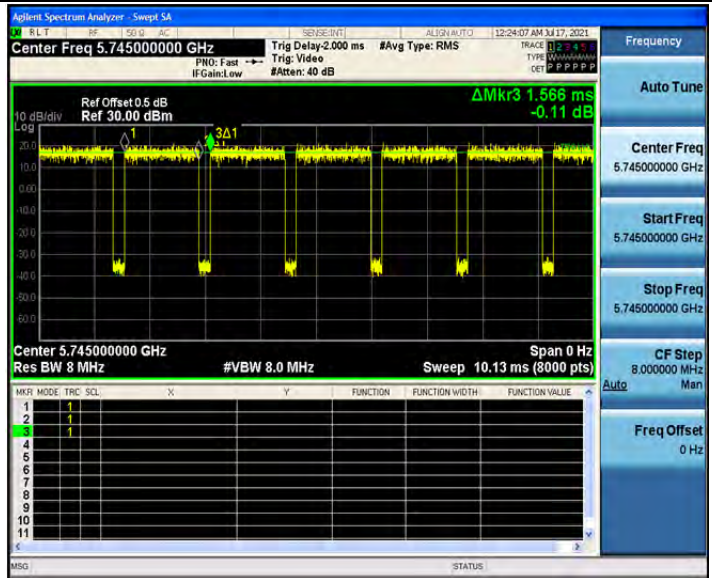 Agilent Spectrum Analyzer - Swept SA
RLT RF 50 Ω AC SENSE:INT ALIGN AUTO 12:24:07 AM Jul 17, 2021
Center Freq 5.745000000 GHz
PNO: Fast
IFGain:Low
Trig Delay-2.000 ms
Trig: Video
#Atten: 40 dB
#Avg Type: RMS
TRACE 1 2 3 4 5 6
TYPE
DET P P P P P P
ΔMkr3 1.566 ms
-0.11 dB
Ref Offset 0.5 dB
10 dB/div Ref 30.00 dBm
Log
1
3Δ1
20.0
10.0
0.00
-10.0
-20.0
-30.0
-40.0
-50.0
-60.0
Center 5.745000000 GHz Span 0 Hz
Res BW 8 MHz #VBW 8.0 MHz Sweep 10.13 ms (8000 pts)
MKR MODE TRC SCL X Y FUNCTION FUNCTION WIDTH FUNCTION VALUE
1 1
2 1
3 1
4
5
6
7
8
9
10
11
MSG STATUS
Frequency
Auto Tune
Center Freq
5.745000000 GHz
Start Freq
5.745000000 GHz
Stop Freq
5.745000000 GHz
CF Step
8.000000 MHz
Auto Man
Freq Offset
0 Hz